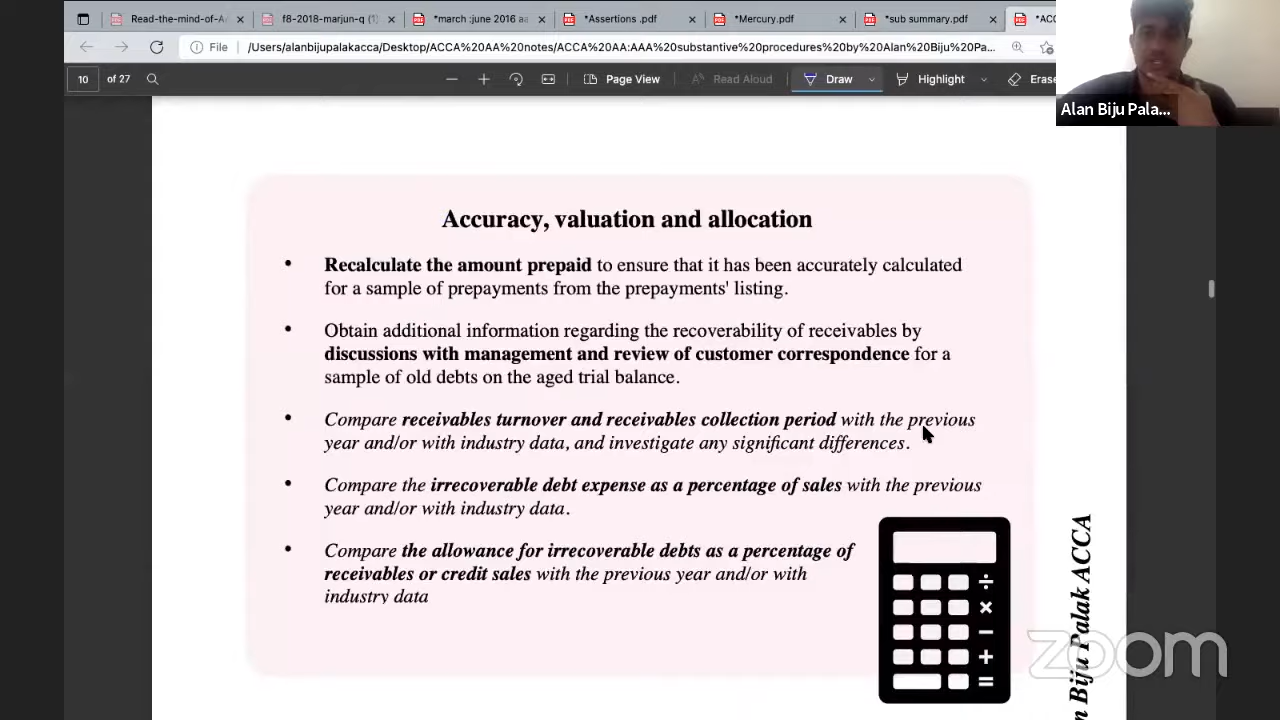 Read-the-mind-of-A
f8-2018-marjun-q (1)
*march :june 2016 aa
*Assertions .pdf
*Mercury.pdf
*sub summary.pdf
*AC
File
/Users/alanbijupalakacca/Desktop/ACCA%20AA%20notes/ACCA%20AA:AAA%20substantive%20procedures%20by%20Alan%20Biju%20Pa...
10 of 27
Page View
Read Aloud
Draw
Highlight
Erase
Alan Biju Pala...
Accuracy, valuation and allocation
• Recalculate the amount prepaid to ensure that it has been accurately calculated
for a sample of prepayments from the prepayments' listing.
• Obtain additional information regarding the recoverability of receivables by
discussions with management and review of customer correspondence for a
sample of old debts on the aged trial balance.
• Compare receivables turnover and receivables collection period with the previous
year and/or with industry data, and investigate any significant differences.
• Compare the irrecoverable debt expense as a percentage of sales with the previous
year and/or with industry data.
• Compare the allowance for irrecoverable debts as a percentage of
receivables or credit sales with the previous year and/or with
industry data
÷
×
−
+
=
n Biju Palak ACCA
zoom